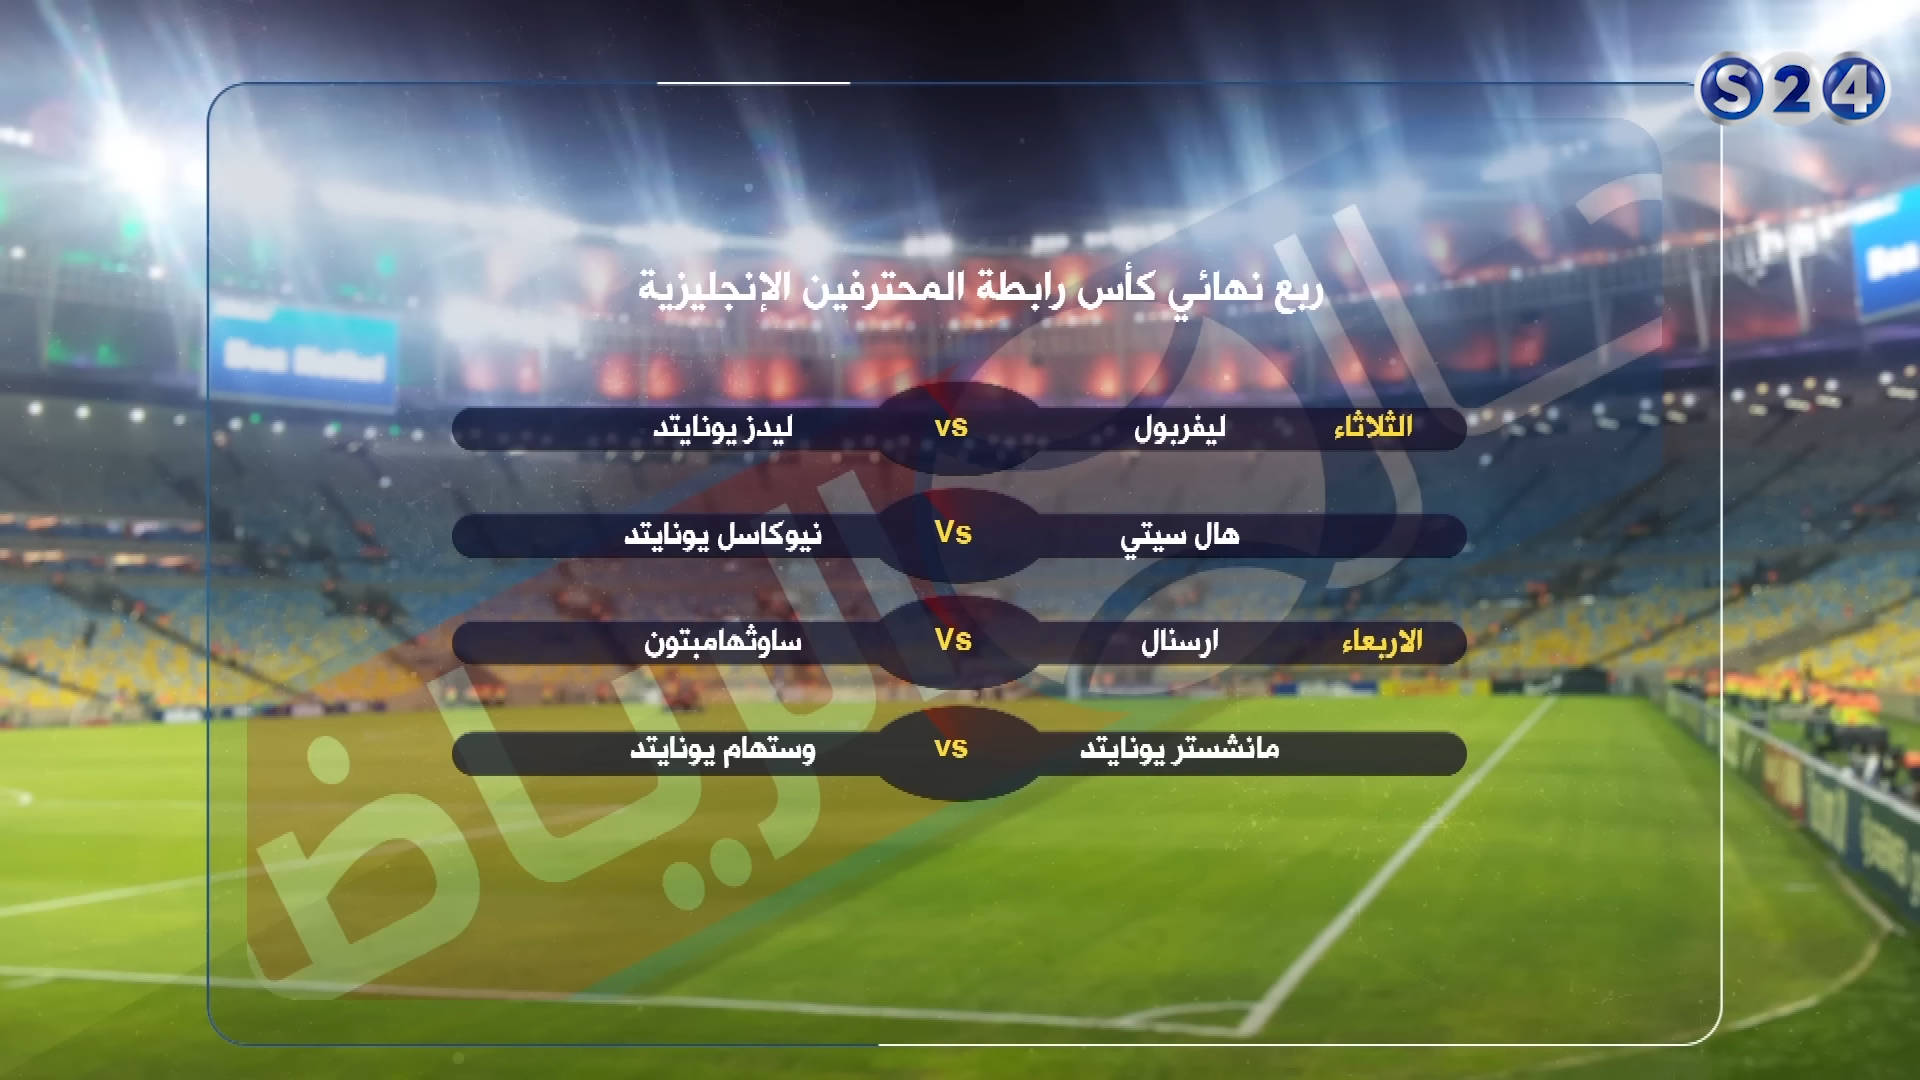 S24
ربع نهائي كأس رابطة المحترفين الإنجليزية
الثلاثاء ليفربول vs ليدز يونايتد
هال سيتي Vs نيوكاسل يونايتد
الاربعاء ارسنال Vs ساوثهامبتون
مانشستر يونايتد vs وستهام يونايتد
الرياض